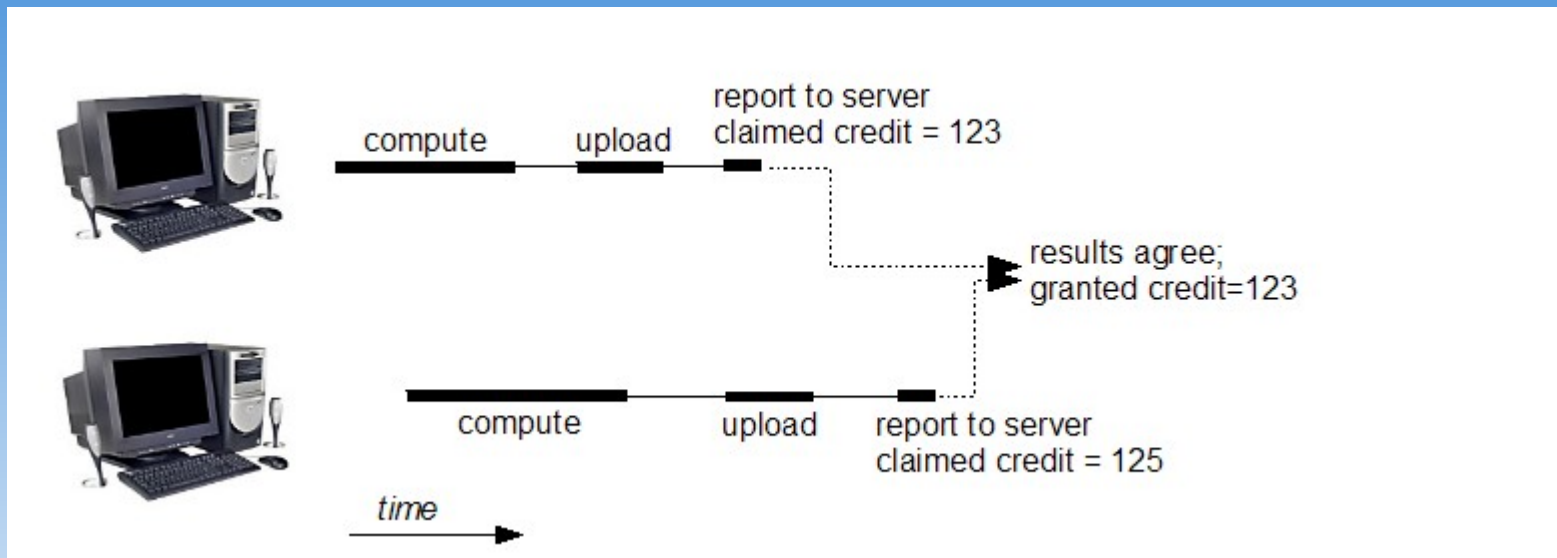 compute
upload
report to server
claimed credit = 123
results agree;
granted credit=123
compute
upload
report to server
claimed credit = 125
time